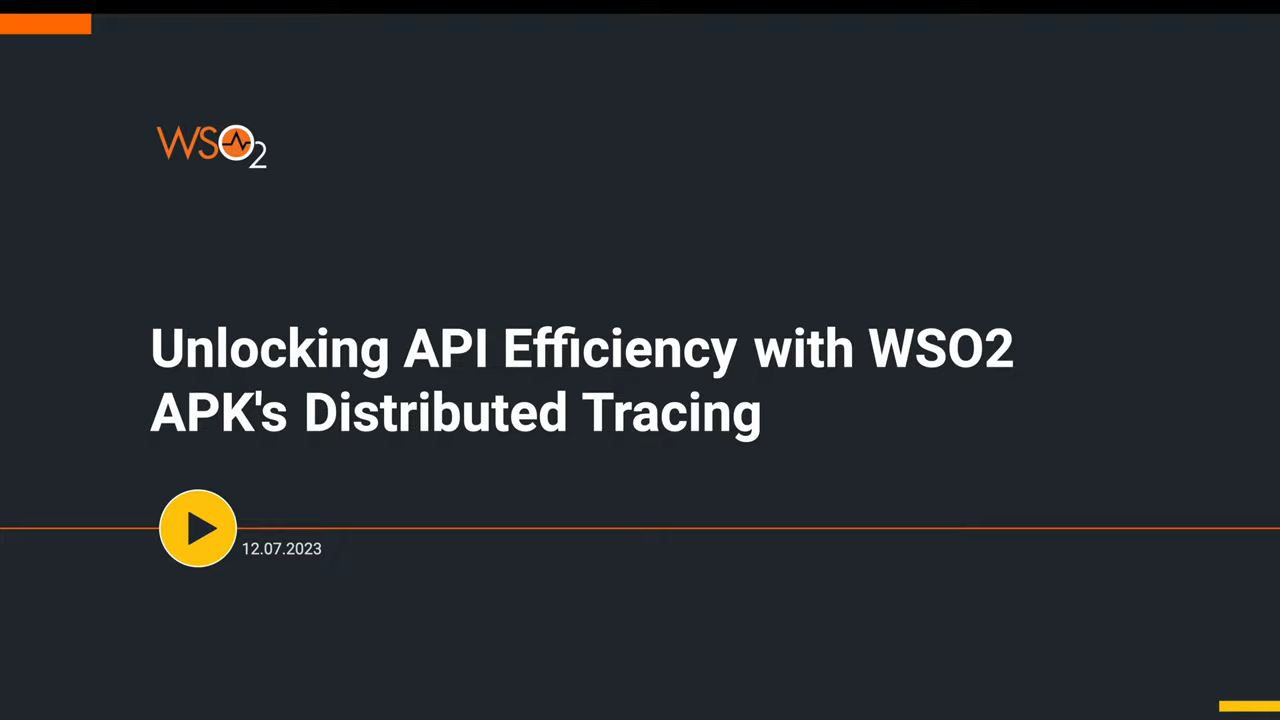 WSO2
Unlocking API Efficiency with WSO2
APK's Distributed Tracing
12.07.2023